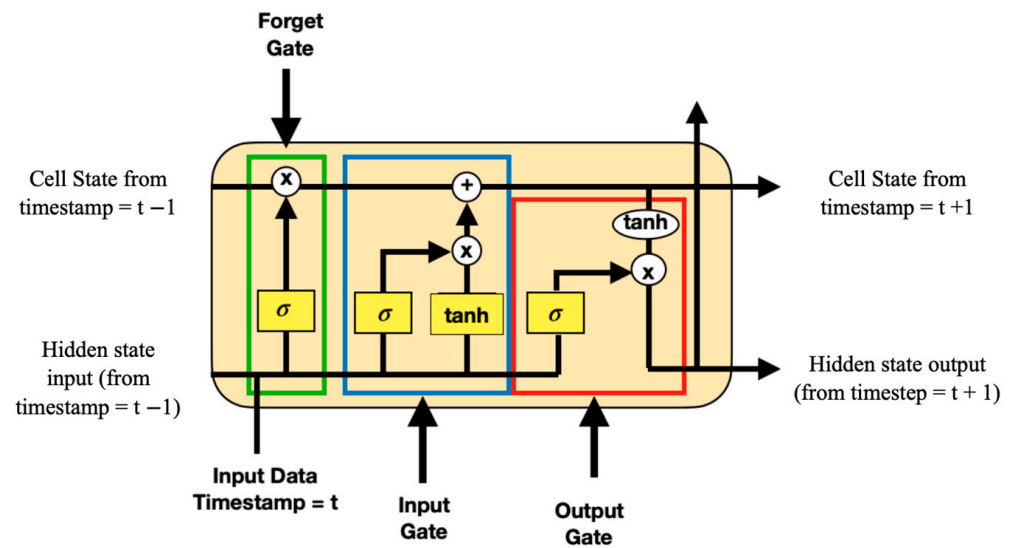 Forget
Gate
Cell State from
timestamp = t −1
x
+
Cell State from
timestamp = t +1
tanh
x
x
σ
σ
tanh
σ
Hidden state
input (from
timestamp = t −1)
Hidden state output
(from timestep = t + 1)
Input Data
Timestamp = t
Input
Gate
Output
Gate